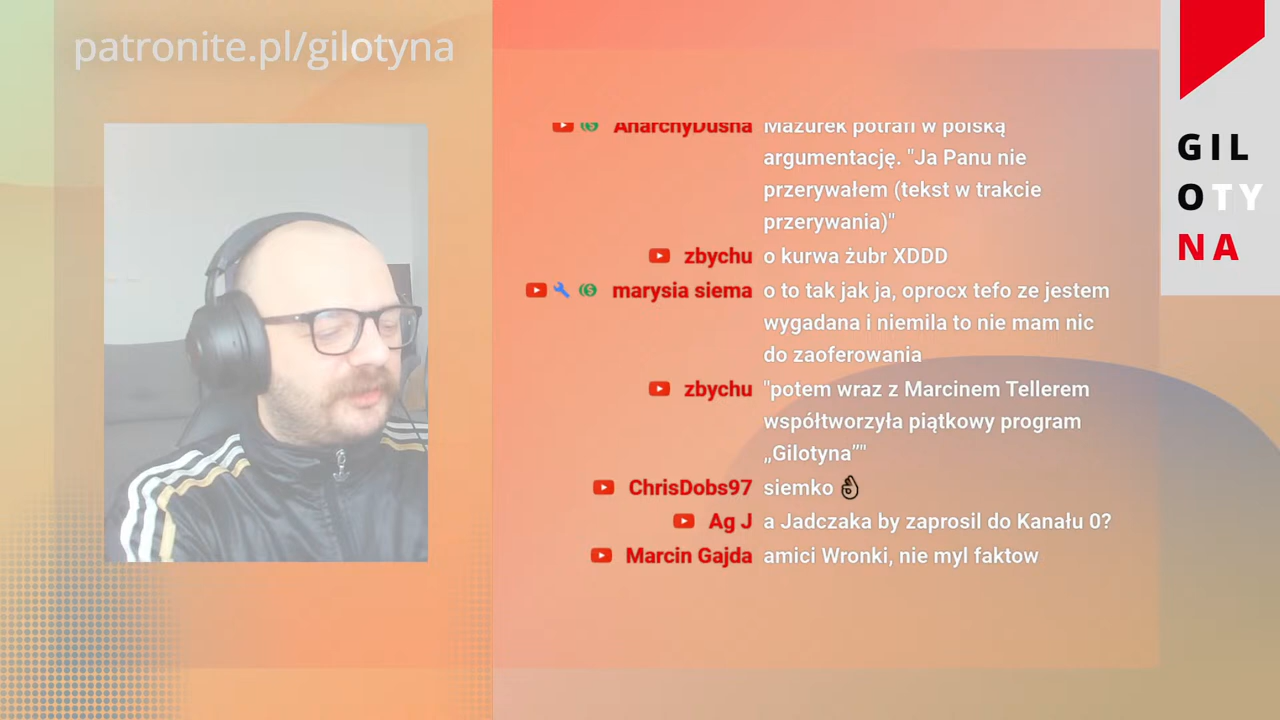 patronite.pl/gilotyna
AnarchyDusha Mazurek potrafi w polską
argumentację. "Ja Panu nie
przerywałem (tekst w trakcie
przerywania)"
zbychu o kurwa żubr XDDD
marysia siema o to tak jak ja, oprocx tefo ze jestem
wygadana i niemila to nie mam nic
do zaoferowania
zbychu "potem wraz z Marcinem Tellerem
współtworzyła piątkowy program
„Gilotyna”"
ChrisDobs97 siemko 👌
Ag J a Jadczaka by zaprosil do Kanału 0?
Marcin Gajda amici Wronki, nie myl faktow
GIL
OTY
NA